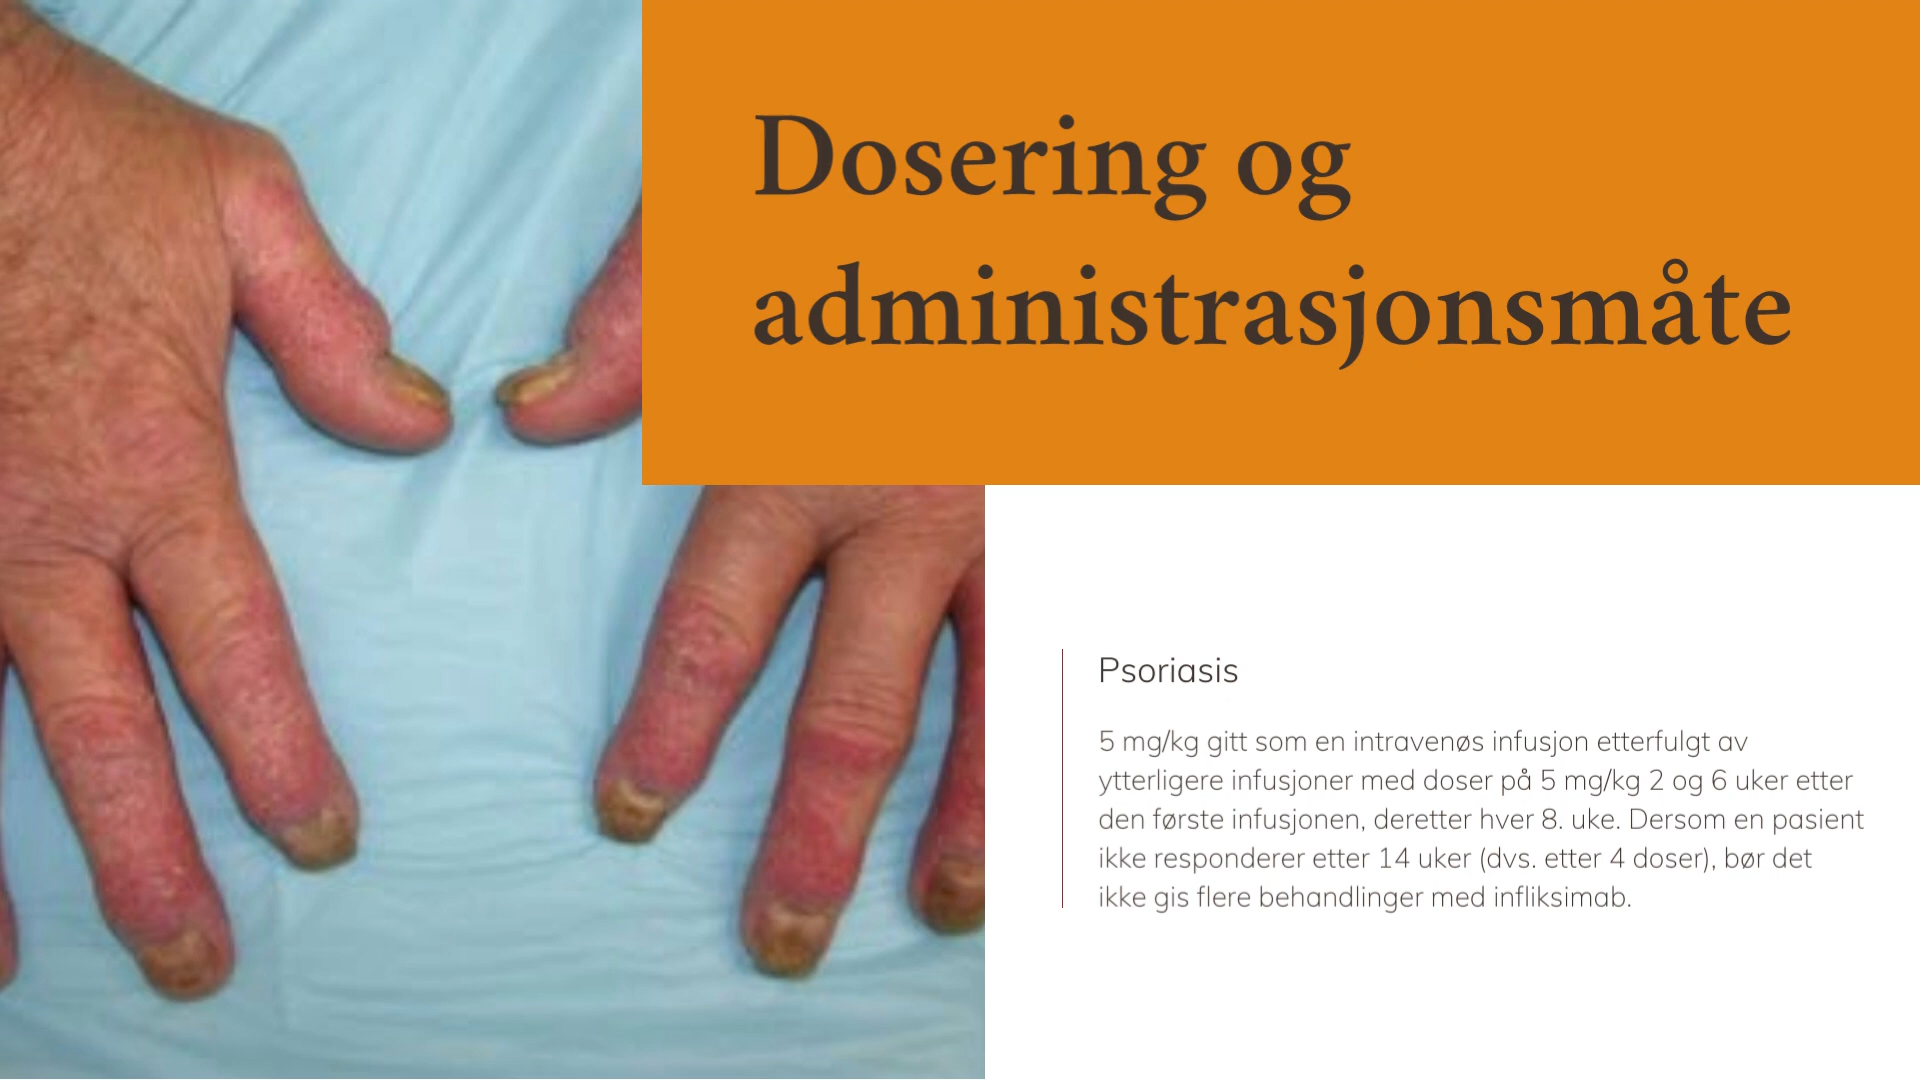 Dosering og
administrasjonsmåte
Psoriasis
5 mg/kg gitt som en intravenøs infusjon etterfulgt av
ytterligere infusjoner med doser på 5 mg/kg 2 og 6 uker etter
den første infusjonen, deretter hver 8. uke. Dersom en pasient
ikke responderer etter 14 uker (dvs. etter 4 doser), bør det
ikke gis flere behandlinger med infliksimab.